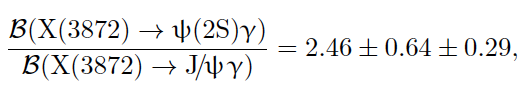 ℬ(X(3872) → ψ(2S)γ)
ℬ(X(3872) → J/ψγ)
= 2.46 ± 0.64 ± 0.29,